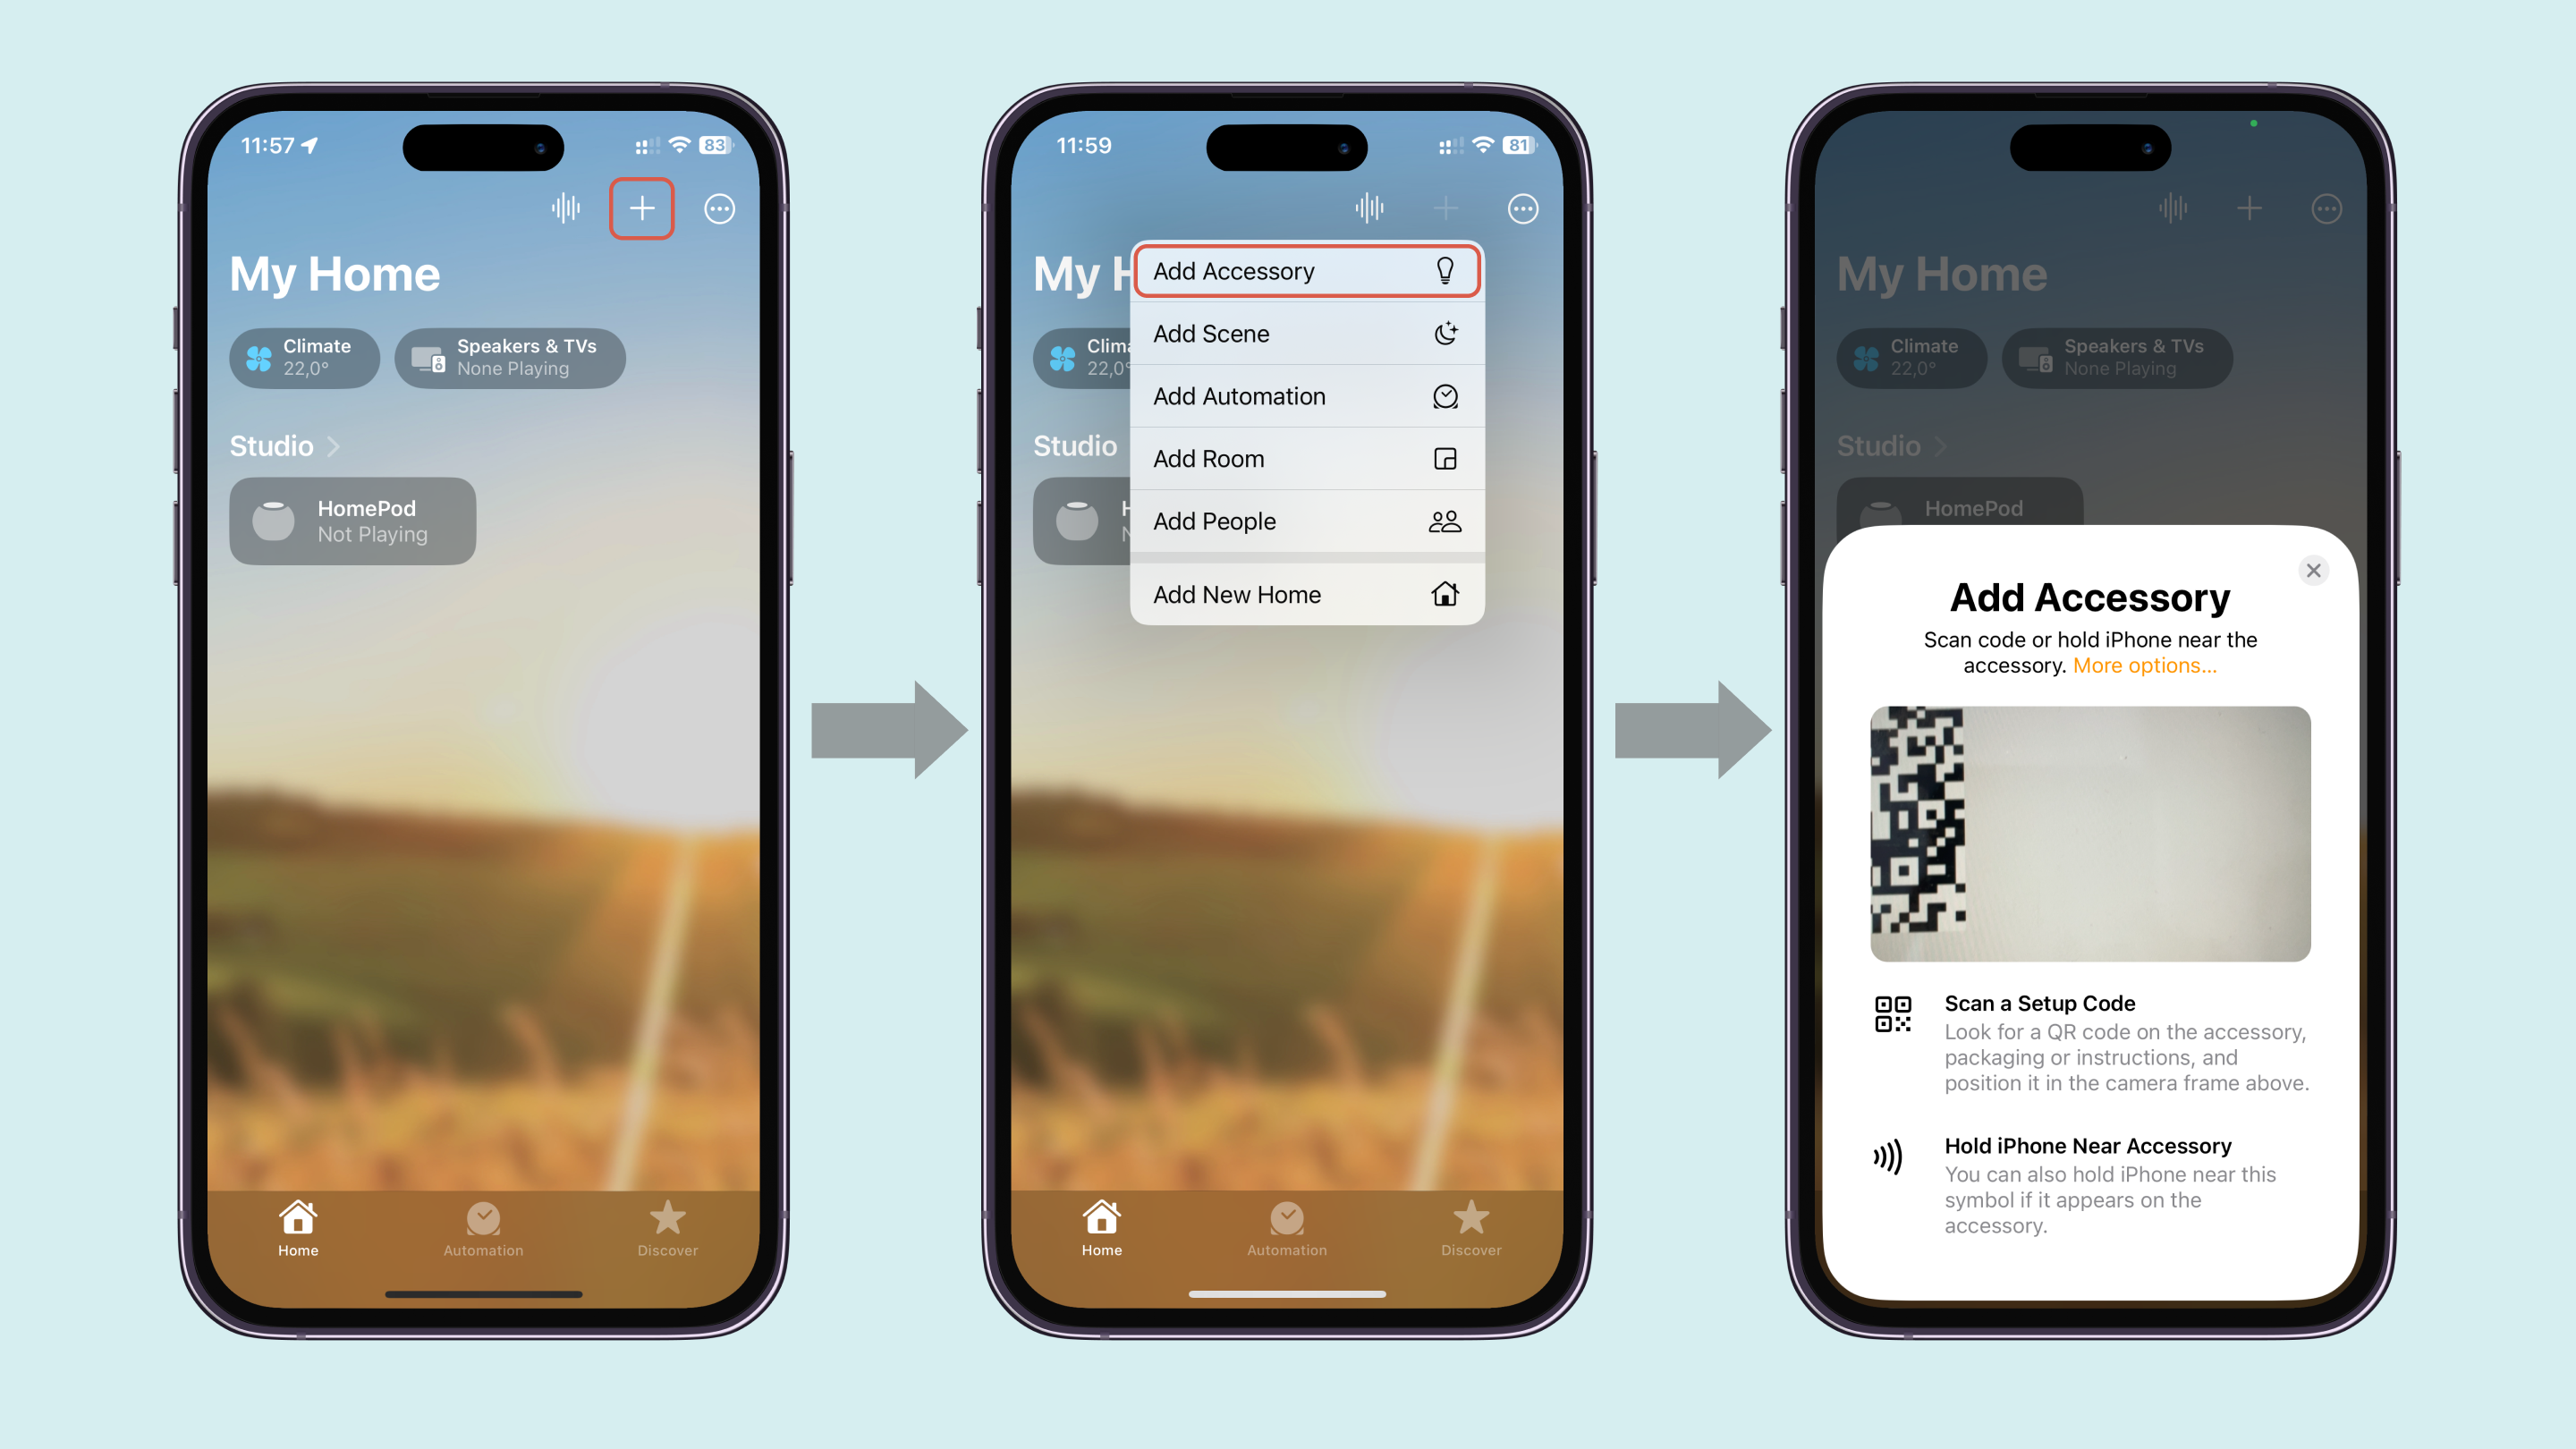 11:57
83
My Home
Climate
22,0°
Speakers & TVs
None Playing
Studio
HomePod
Not Playing
Home
Automation
Discover
11:59
81
My H
Add Accessory
Add Scene
Add Automation
Add Room
Add People
Add New Home
Clima
22,0°
Studio
Home
Automation
Discover
My Home
Climate
22,0°
Speakers & TVs
None Playing
Studio
HomePod
Add Accessory
Scan code or hold iPhone near the
accessory. More options...
Scan a Setup Code
Look for a QR code on the accessory,
packaging or instructions, and
position it in the camera frame above.
Hold iPhone Near Accessory
You can also hold iPhone near this
symbol if it appears on the
accessory.